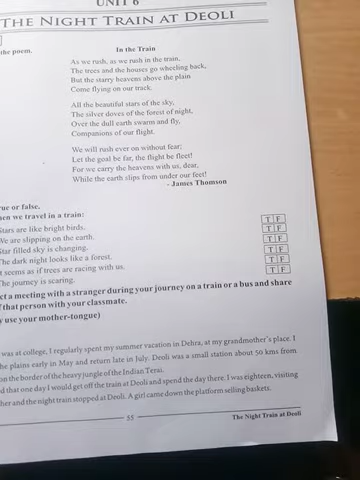 UNIT 6
THE NIGHT TRAIN AT DEOLI
the poem.
In the Train
As we rush, as we rush in the train,
The trees and the houses go wheeling back,
But the starry heavens above the plain
Come flying on our track.
All the beautiful stars of the sky,
The silver doves of the forest of night,
Over the dull earth swarm and fly,
Companions of our flight.
We will rush ever on without fear;
Let the goal be far, the flight be fleet!
For we carry the heavens with us, dear,
While the earth slips from under our feet!
- James Thomson
rue or false.
hen we travel in a train:
Stars are like bright birds. T F
We are slipping on the earth. T F
Star filled sky is changing. T F
The dark night looks like a forest. T F
t seems as if trees are racing with us. T F
The journey is scaring. T F
ct a meeting with a stranger during your journey on a train or a bus and share
f that person with your classmate.
y use your mother-tongue)
was at college, I regularly spent my summer vacation in Dehra, at my grandmother's place. I
he plains early in May and return late in July. Deoli was a small station about 50 kms from
on the border of the heavy jungle of the Indian Terai.
d that one day I would get off the train at Deoli and spend the day there. I was eighteen, visiting
her and the night train stopped at Deoli. A girl came down the platform selling baskets.
55 The Night Train at Deoli